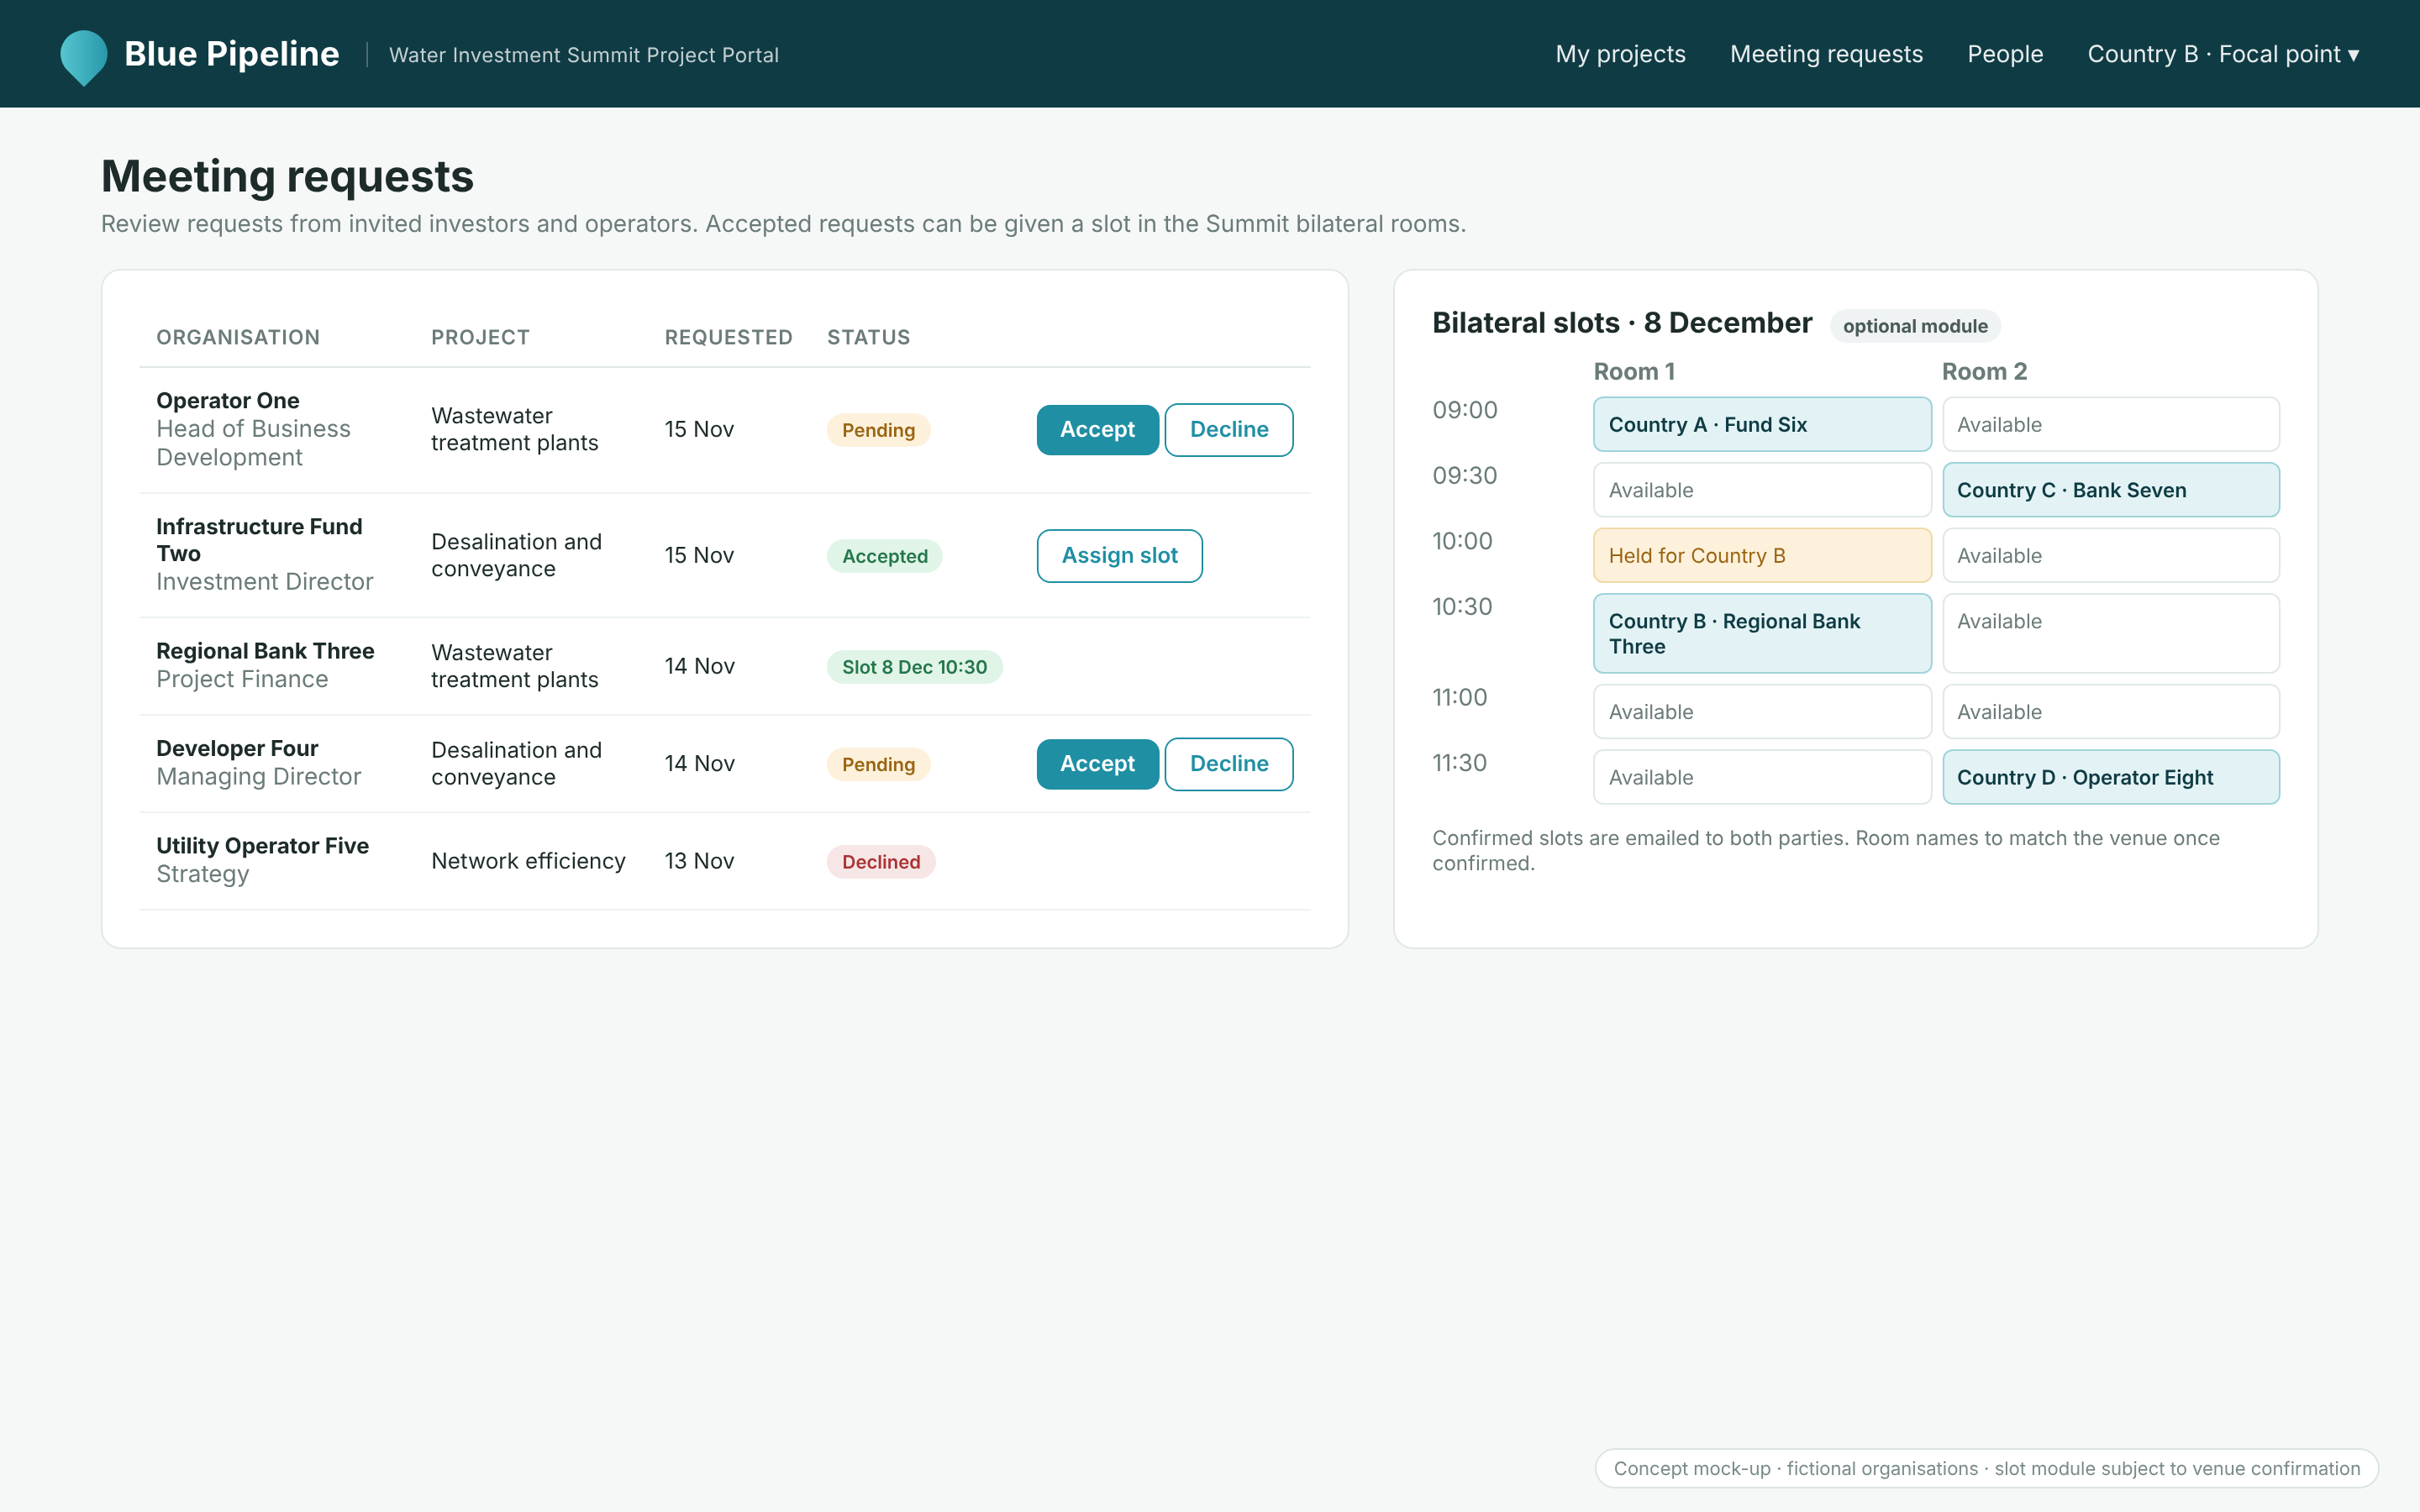 Blue Pipeline
Water Investment Summit Project Portal
My projects
Meeting requests
People
Country B · Focal point ▾
Meeting requests
Review requests from invited investors and operators. Accepted requests can be given a slot in the Summit bilateral rooms.
ORGANISATION PROJECT REQUESTED STATUS
Operator One
Head of Business
Development
Wastewater
treatment plants
15 Nov
Pending
Accept
Decline
Infrastructure Fund
Two
Investment Director
Desalination and
conveyance
15 Nov
Accepted
Assign slot
Regional Bank Three
Project Finance
Wastewater
treatment plants
14 Nov
Slot 8 Dec 10:30
Developer Four
Managing Director
Desalination and
conveyance
14 Nov
Pending
Accept
Decline
Utility Operator Five
Strategy
Network efficiency
13 Nov
Declined
Bilateral slots · 8 December
optional module
Room 1 Room 2
09:00
Country A · Fund Six
Available
09:30
Available
Country C · Bank Seven
10:00
Held for Country B
Available
10:30
Country B · Regional Bank
Three
Available
11:00
Available
Available
11:30
Available
Country D · Operator Eight
Confirmed slots are emailed to both parties. Room names to match the venue once
confirmed.
Concept mock-up · fictional organisations · slot module subject to venue confirmation